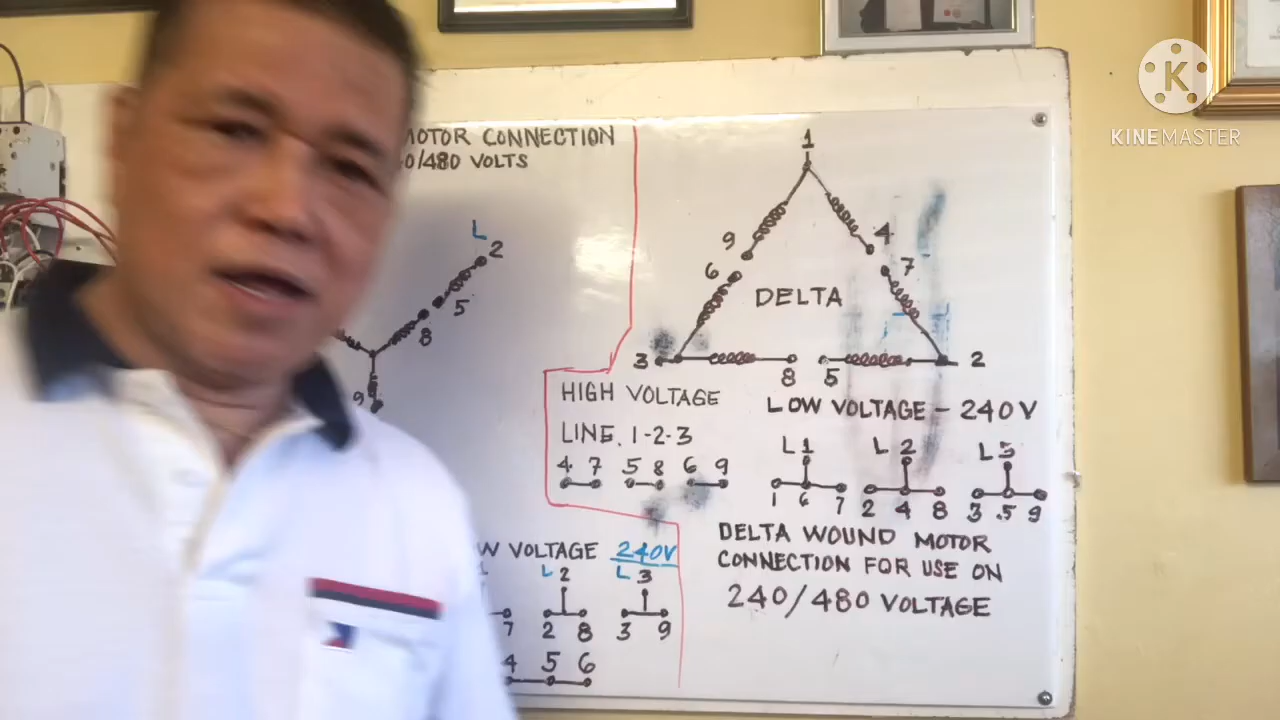 MOTOR CONNECTION
0/480 VOLTS
L
2
5
8
9
1
9
4
6
7
DELTA
3
8
5
2
HIGH VOLTAGE
LINE. 1-2-3
4 7 5 8 6 9
LOW VOLTAGE - 240V
L1 L2 L3
1 6 7 2 4 8 3 5 9
DELTA WOUND MOTOR
CONNECTION FOR USE ON
240/480 VOLTAGE
W VOLTAGE 240V
1 L2 L3
7 2 8 3 9
4 5 6
KINEMASTER
K